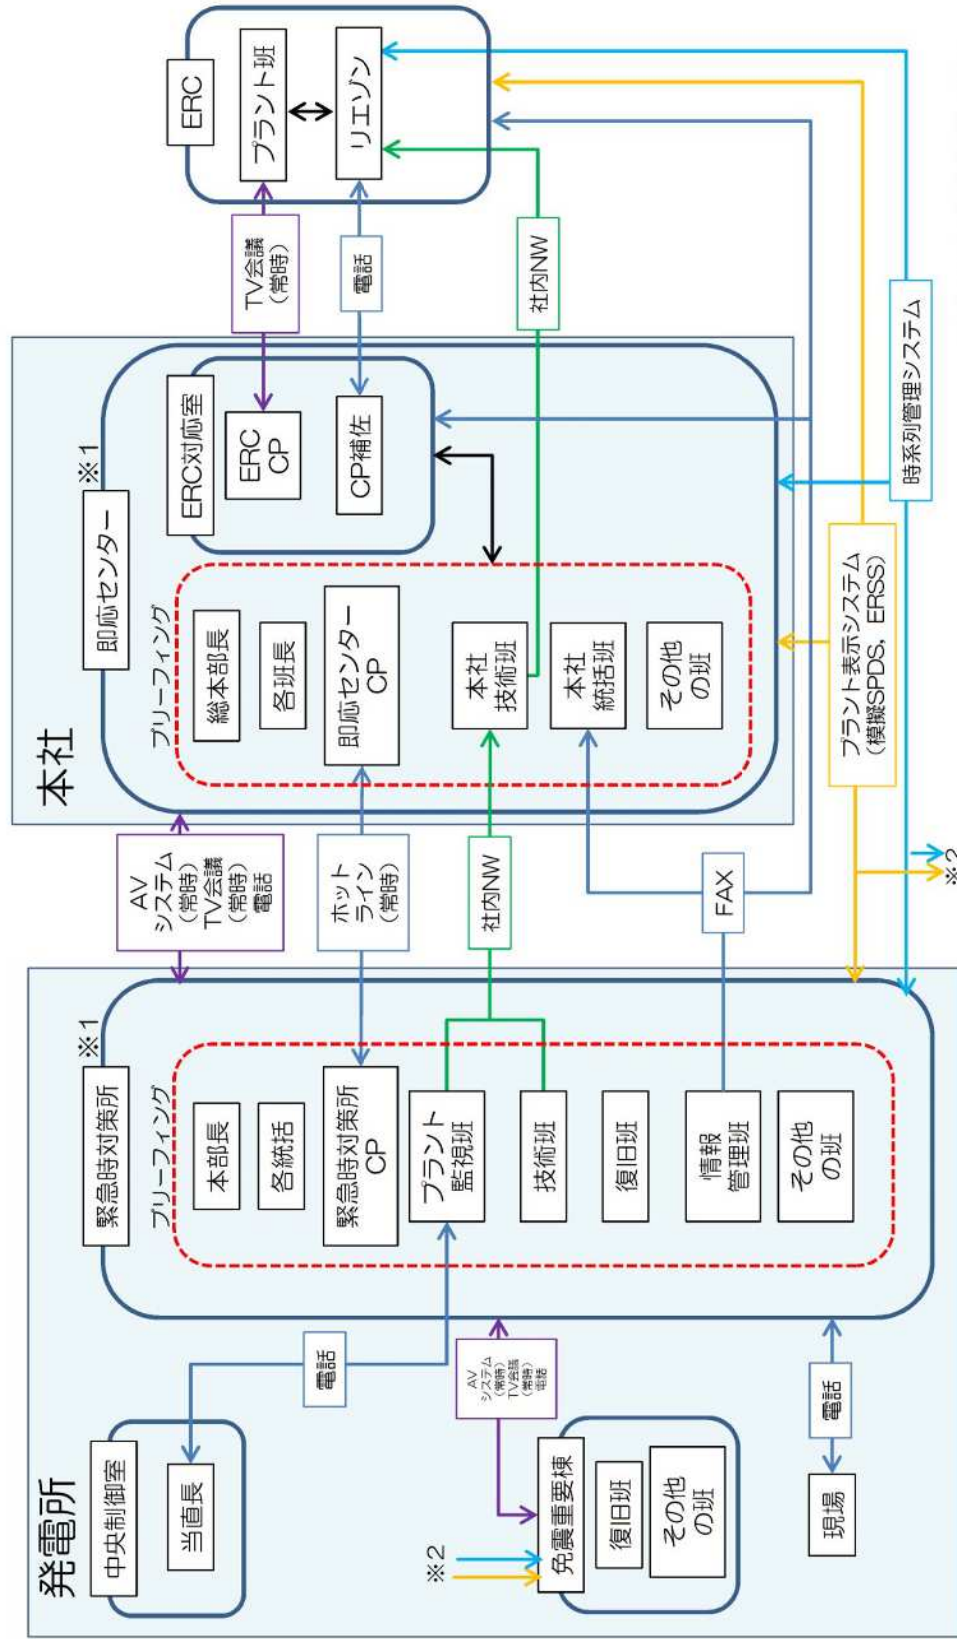 発電所
中央制御室
当直長
電話
※2
免震重要棟
復旧班
その他
の班
AV
システム
（常時）
TV会議
（常時）
電話
現場
電話
緊急時対策所
※1
ブリーフィング
本部長
各統括
緊急時対策所
CP
プラント
監視班
技術班
復旧班
情報
管理班
その他
の班
AV
システム
（常時）
TV会議
（常時）
電話
ホット
ライン
（常時）
社内NW
FAX
※2
本社
即応センター
※1
ブリーフィング
総本部長
各班長
即応センター
CP
本社
技術班
本社
統括班
その他
の班
ERC対応室
ERC
CP
CP補佐
プラント表示システム
（模擬SPDS，ERSS）
時系列管理システム
TV会議
（常時）
電話
社内NW
ERC
プラント班
リエゾン